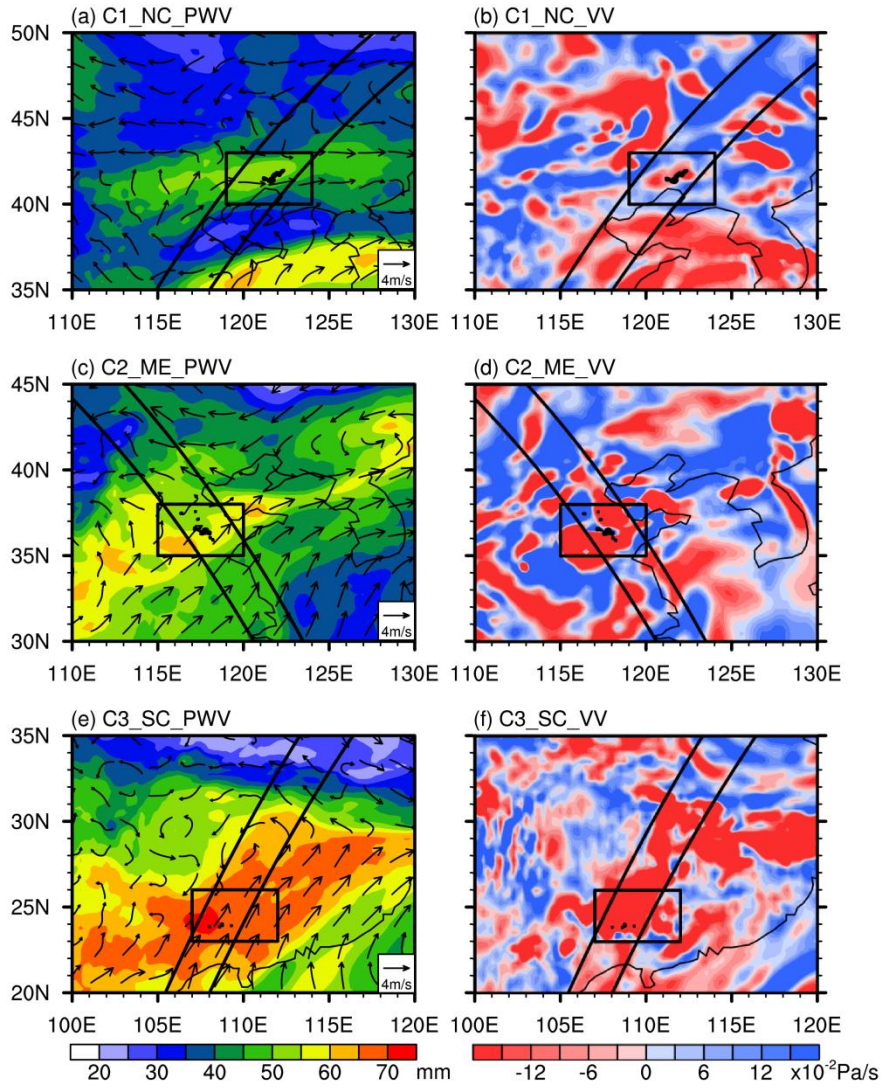 (a) C1_NC_PWV
(b) C1_NC_VV
50N
45N
40N
35N
4m/s
110E 115E 120E 125E 130E
110E 115E 120E 125E 130E
(c) C2_ME_PWV
(d) C2_ME_VV
45N
40N
35N
30N
4m/s
110E 115E 120E 125E 130E
110E 115E 120E 125E 130E
(e) C3_SC_PWV
(f) C3_SC_VV
35N
30N
25N
20N
4m/s
100E 105E 110E 115E 120E
100E 105E 110E 115E 120E
20 30 40 50 60 70 mm
-12 -6 0 6 12 x10-2Pa/s